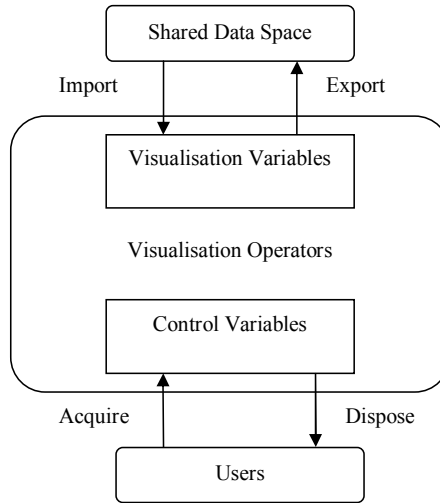 Shared Data Space
Import
Export
Visualisation Variables
Visualisation Operators
Control Variables
Acquire
Dispose
Users